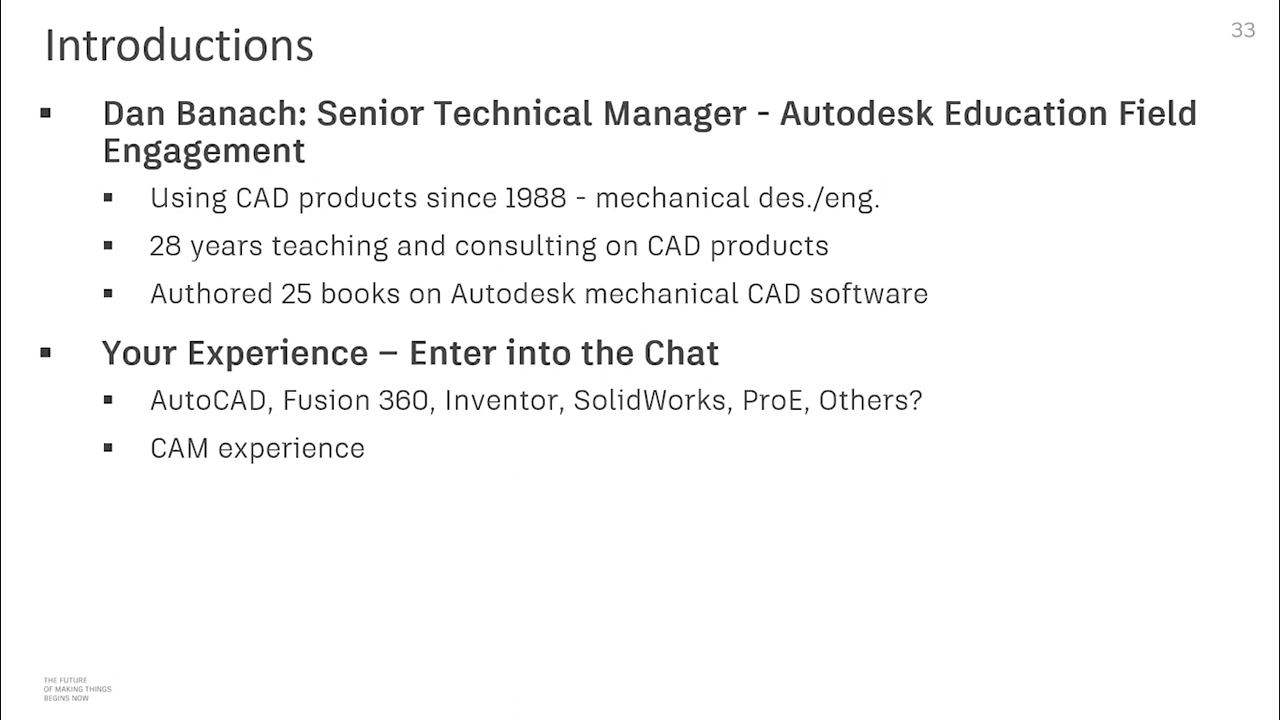 Introductions
33
▪ Dan Banach: Senior Technical Manager - Autodesk Education Field
Engagement
▪ Using CAD products since 1988 - mechanical des./eng.
▪ 28 years teaching and consulting on CAD products
▪ Authored 25 books on Autodesk mechanical CAD software
▪ Your Experience – Enter into the Chat
▪ AutoCAD, Fusion 360, Inventor, SolidWorks, ProE, Others?
▪ CAM experience
THE FUTURE
OF MAKING THINGS
BEGINS NOW